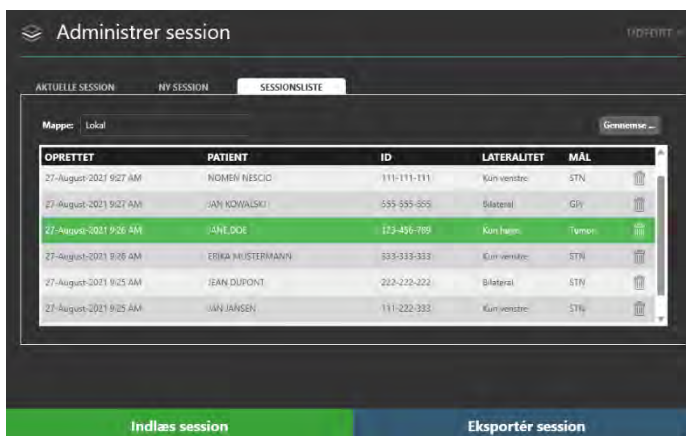 Administrer session
UDFØRT
AKTUELLE SESSION NY SESSION SESSIONSLISTE
Mappe: Lokal Gennemse ...
OPRETTET PATIENT ID LATERALITET MÅL
27-August-2021 9:27 AM NOMEN NESCIO 111-111-111 Kun venstre STN
27-August-2021 9:27 AM JAN KOWALSKI 555-555-555 Bilateral GPi
27-August-2021 9:26 AM JANE DOE 123-456-789 Kun højre Tumor
27-August-2021 9:26 AM ERIKA MUSTERMANN 333-333-333 Kun venstre STN
27-August-2021 9:25 AM JEAN DUPONT 222-222-222 Bilateral STN
27-August-2021 9:25 AM JAN JANSEN 111-222-333 Kun venstre STN
Indlæs session Eksportér session